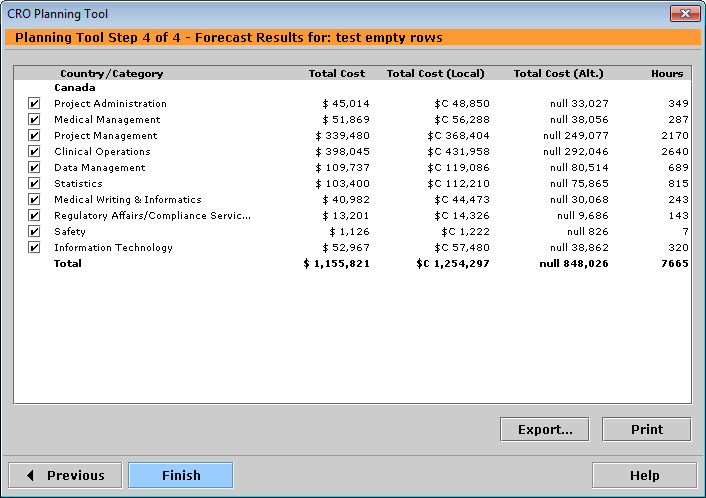 CRO Planning Tool
Planning Tool Step 4 of 4 - Forecast Results for: test empty rows
Country/Category Total Cost Total Cost (Local) Total Cost (Alt.) Hours
Canada
Project Administration $ 45,014 $C 48,850 null 33,027 349
Medical Management $ 51,869 $C 56,288 null 38,056 287
Project Management $ 339,480 $C 368,404 null 249,077 2170
Clinical Operations $ 398,045 $C 431,958 null 292,046 2640
Data Management $ 109,737 $C 119,086 null 80,514 689
Statistics $ 103,400 $C 112,210 null 75,865 815
Medical Writing & Informatics $ 40,982 $C 44,473 null 30,068 243
Regulatory Affairs/Compliance Servic... $ 13,201 $C 14,326 null 9,686 143
Safety $ 1,126 $C 1,222 null 826 7
Information Technology $ 52,967 $C 57,480 null 38,862 320
Total $ 1,155,821 $C 1,254,297 null 848,026 7665
Export... Print
Previous Finish Help